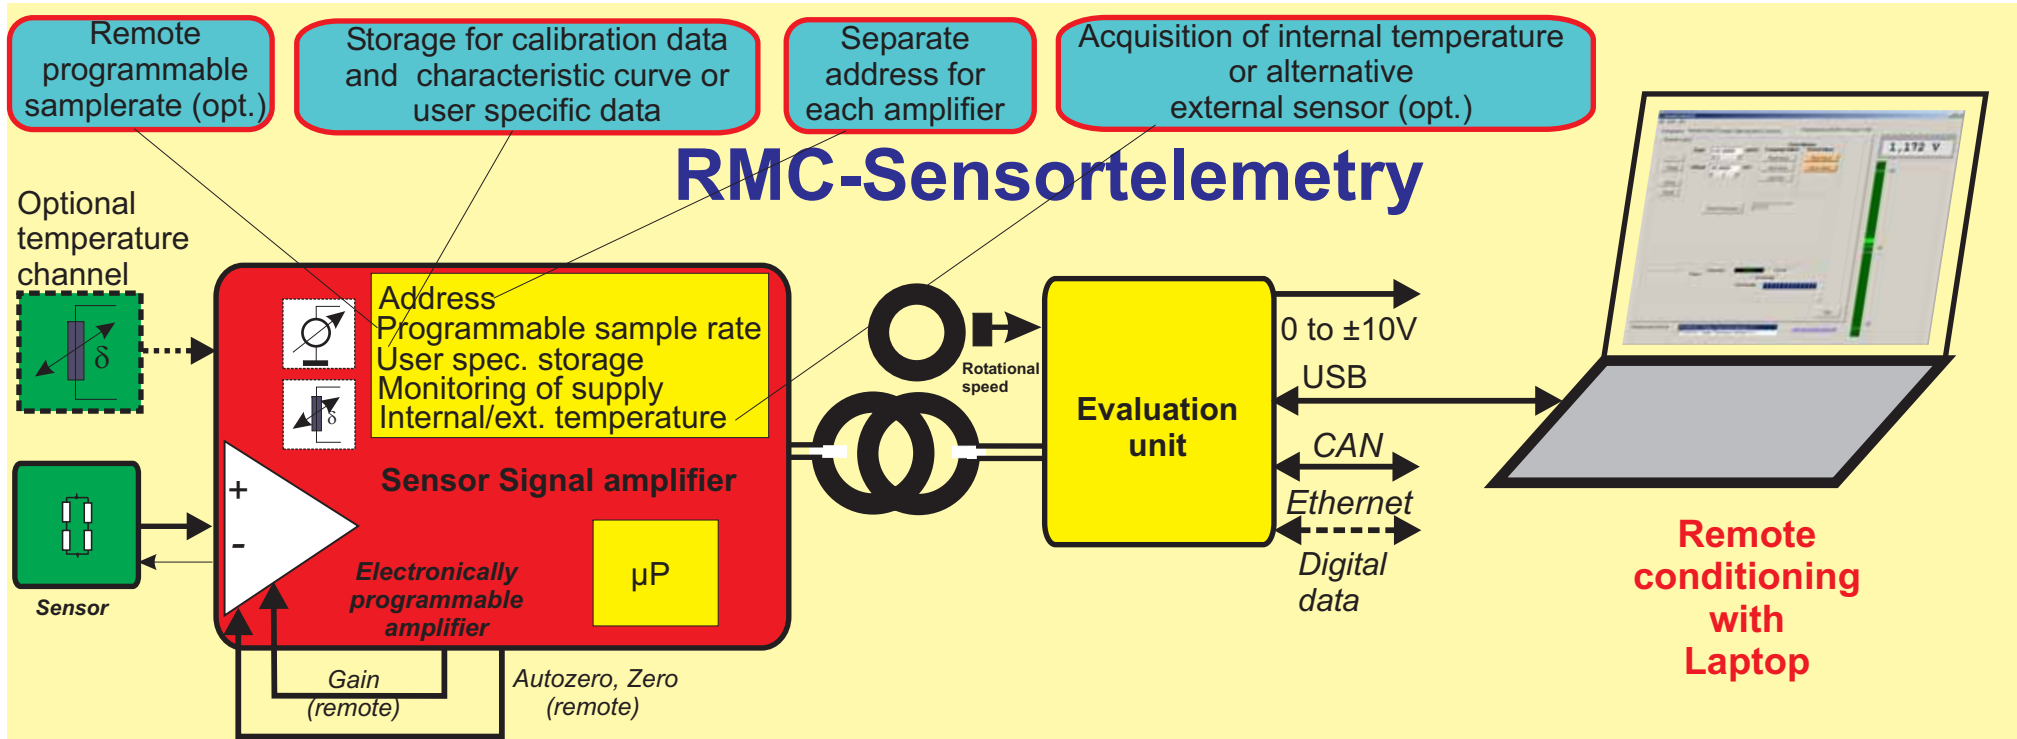 Remote
programmable
samplerate (opt.)
Storage for calibration data
and characteristic curve or
user specific data
Separate
address for
each amplifier
Acquisition of internal temperature
or alternative
external sensor (opt.)
RMC-Sensortelemetry
1,172 V
Optional
temperature
channel
δ
δ
Address
Programmable sample rate
User spec. storage
Monitoring of supply
Internal/ext. temperature
Rotational
speed
0 to ±10V
USB
CAN
Ethernet
Digital
data
Evaluation
unit
+
-
Sensor Signal amplifier
Electronically
programmable
amplifier
µP
Sensor
Gain
(remote)
Autozero, Zero
(remote)
Remote
conditioning
with
Laptop